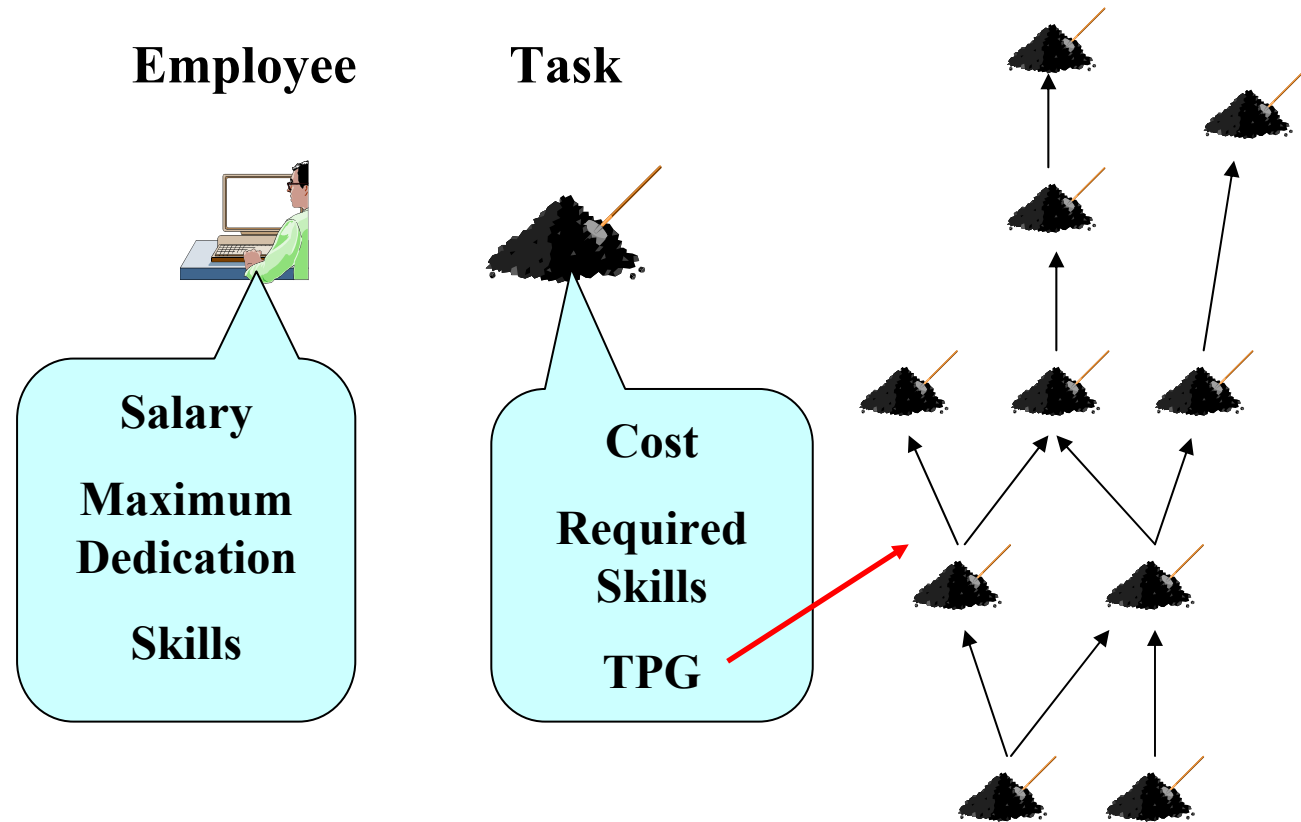 Employee
Task
Salary
Maximum
Dedication
Skills
Cost
Required
Skills
TPG